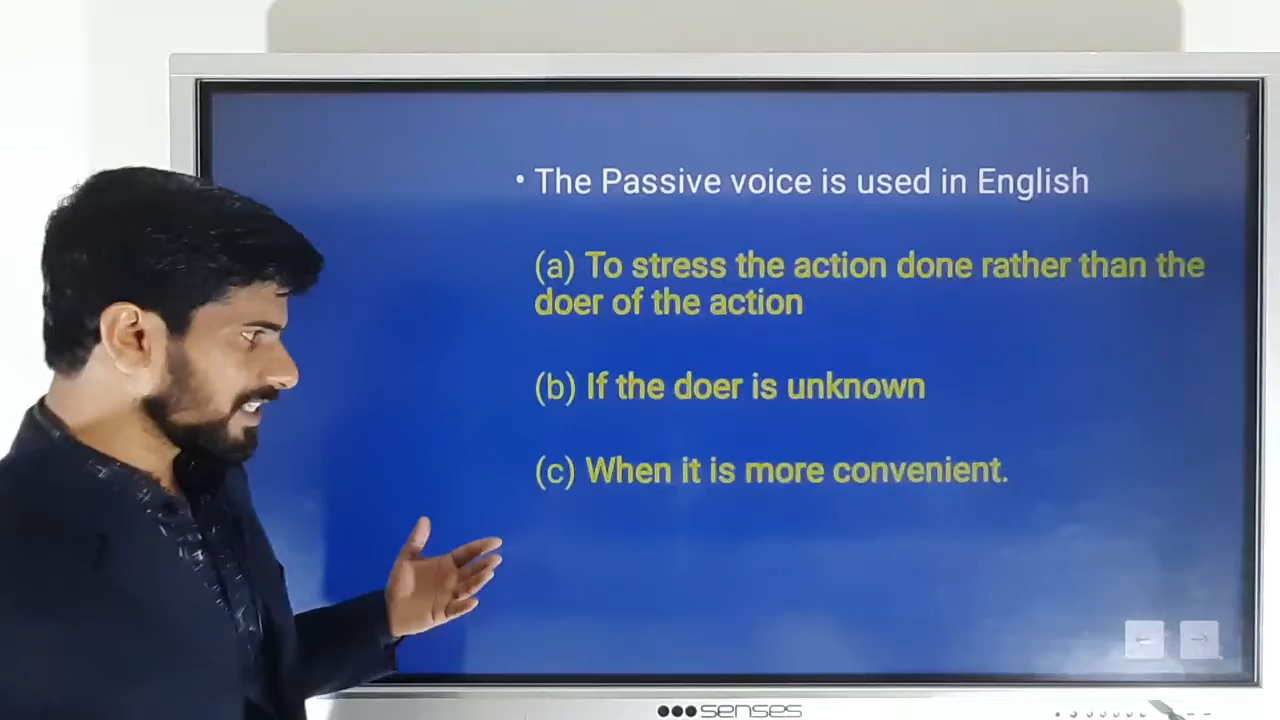 • The Passive voice is used in English
(a) To stress the action done rather than the
doer of the action
(b) If the doer is unknown
(c) When it is more convenient.
senses